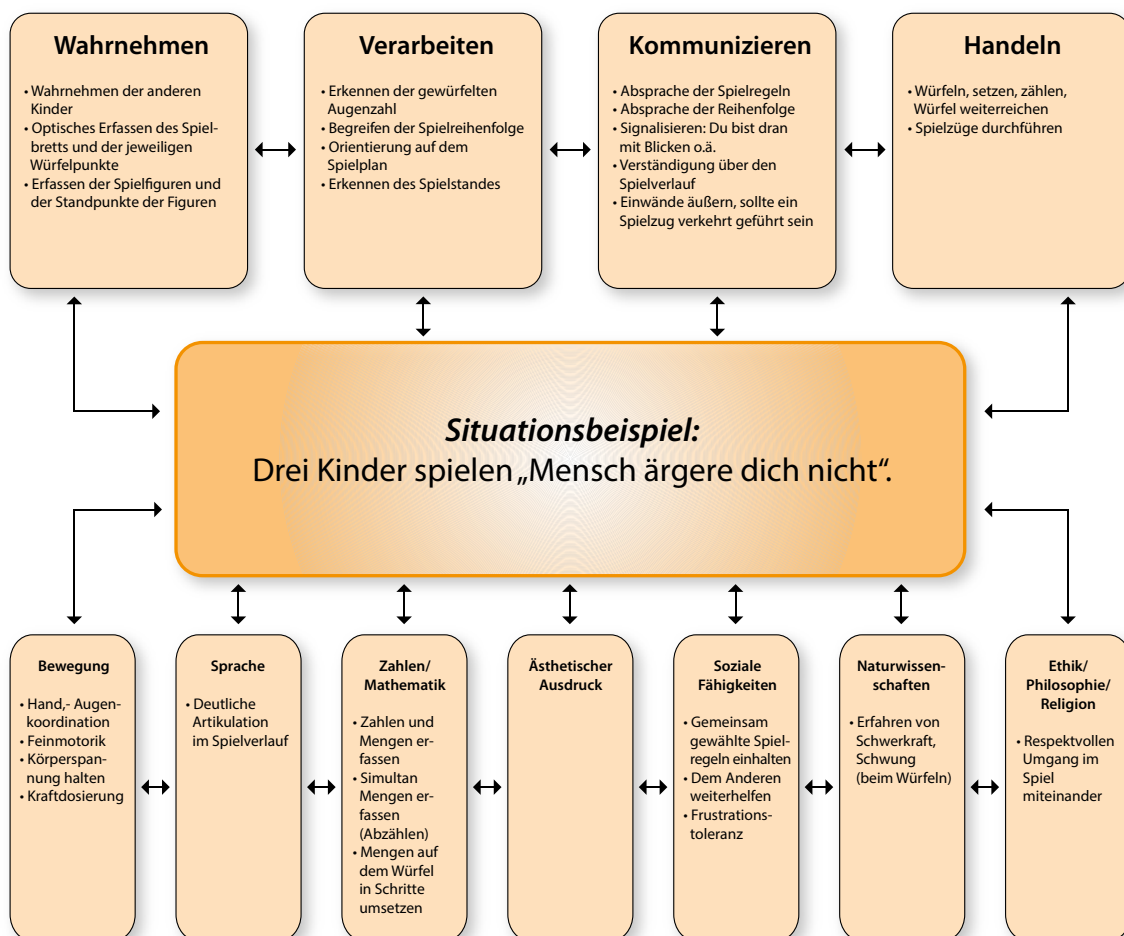 Wahrnehmen
• Wahrnehmen der anderen
Kinder
• Optisches Erfassen des Spiel-
bretts und der jeweiligen
Würfelpunkte
• Erfassen der Spielfiguren und
der Standpunkte der Figuren
Verarbeiten
• Erkennen der gewürfelten
Augenzahl
• Begreifen der Spielreihenfolge
• Orientierung auf dem
Spielplan
• Erkennen des Spielstandes
Kommunizieren
• Absprache der Spielregeln
• Absprache der Reihenfolge
• Signalisieren: Du bist dran
mit Blicken o.ä.
• Verständigung über den
Spielverlauf
• Einwände äußern, sollte ein
Spielzug verkehrt geführt sein
Handeln
• Würfeln, setzen, zählen,
Würfel weiterreichen
• Spielzüge durchführen
Situationsbeispiel:
Drei Kinder spielen „Mensch ärgere dich nicht“.
Bewegung
• Hand,- Augen-
koordination
• Feinmotorik
• Körperspan-
nung halten
• Kraftdosierung
Sprache
• Deutliche
Artikulation
im Spielverlauf
Zahlen/
Mathematik
• Zahlen und
Mengen er-
fassen
• Simultan
Mengen er-
fassen
(Abzählen)
• Mengen auf
dem Würfel
in Schritte
umsetzen
Ästhetischer
Ausdruck
Soziale
Fähigkeiten
• Gemeinsam
gewählte Spiel-
regeln einhalten
• Dem Anderen
weiterhelfen
• Frustrations-
toleranz
Naturwissen-
schaften
• Erfahren von
Schwerkraft,
Schwung
(beim Würfeln)
Ethik/
Philosophie/
Religion
• Respektvollen
Umgang im
Spiel
miteinander